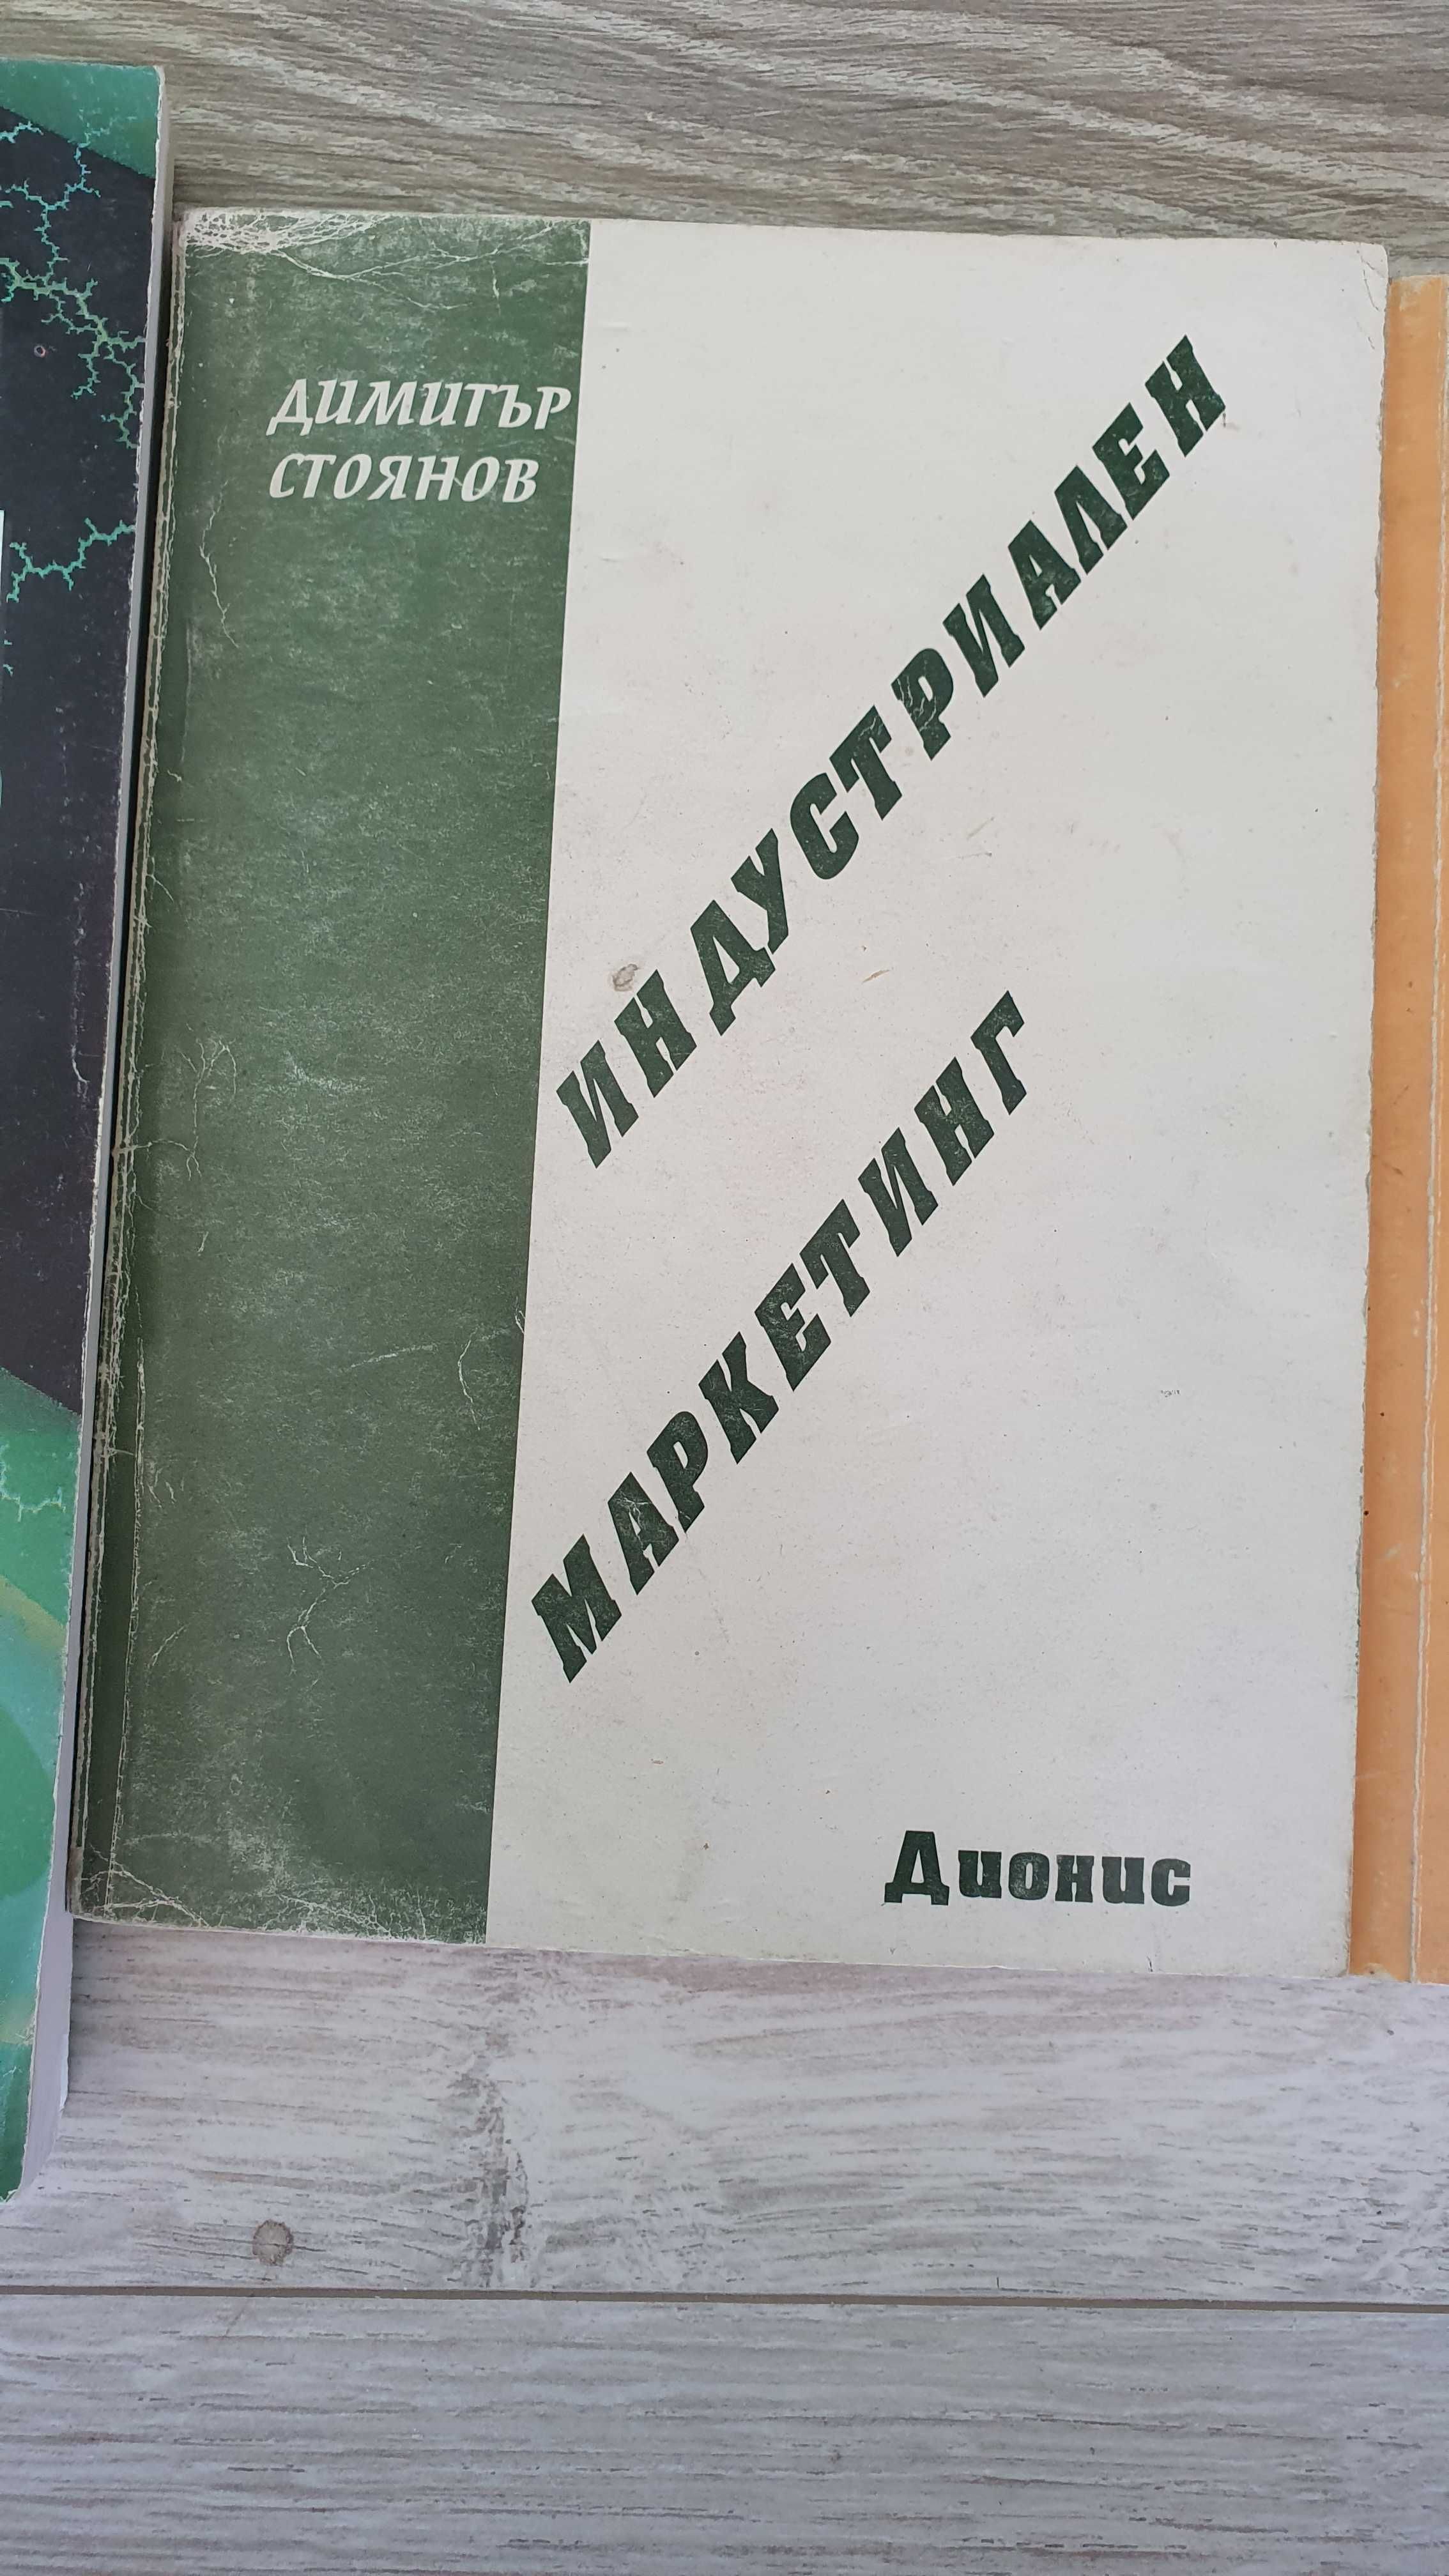 ДИМИТЪР
СТОЯНОВ
ИНДУСТРИАЛЕН
МАРКЕТИНГ
Дионис